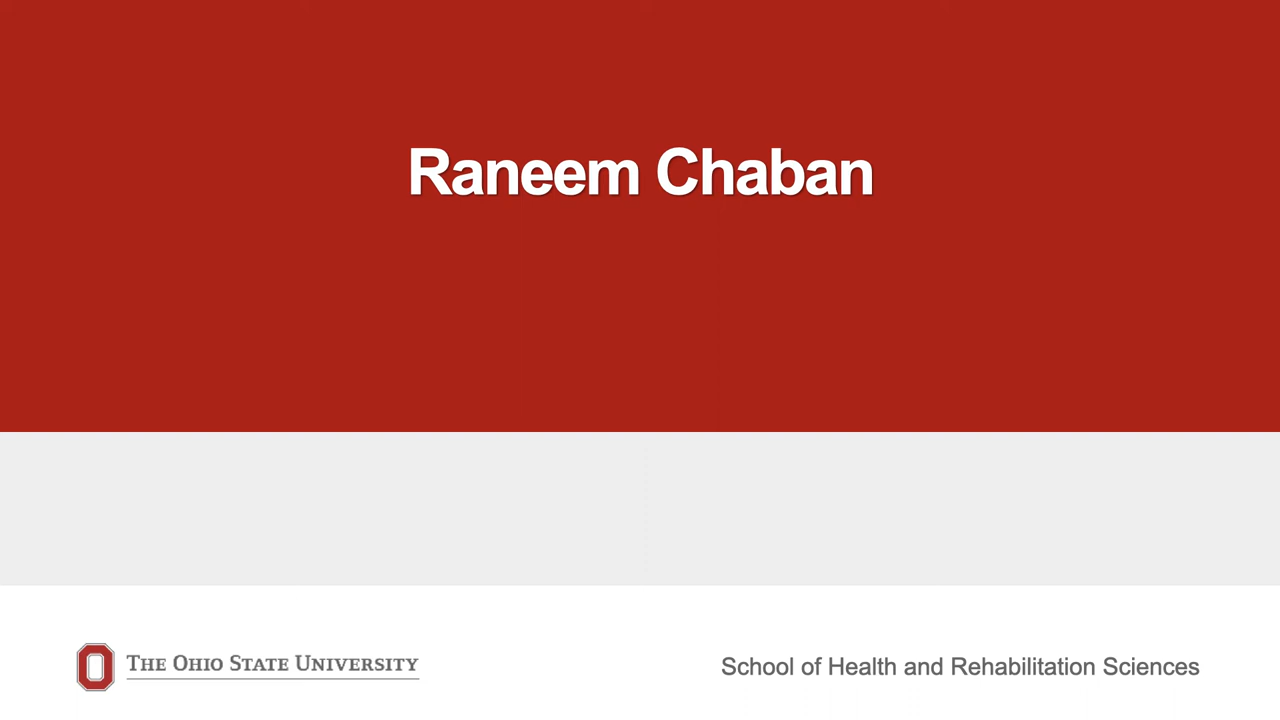 Raneem Chaban
THE OHIO STATE UNIVERSITY
School of Health and Rehabilitation Sciences